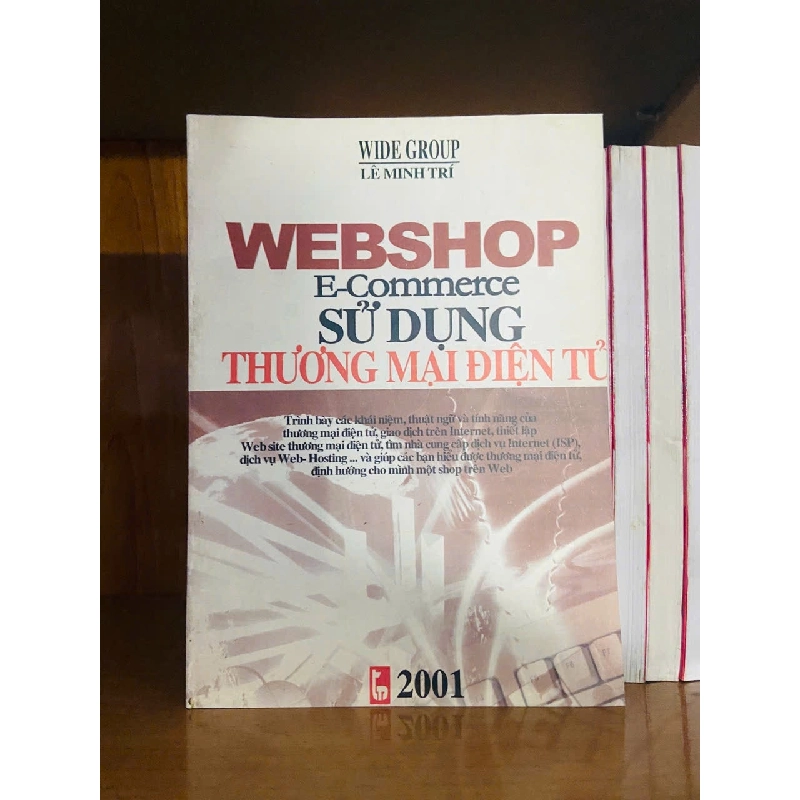 WIDE GROUP
LÊ MINH TRÍ
WEBSHOP
E-Commerce
SỬ DỤNG
THƯƠNG MẠI ĐIỆN TỬ
Trình bày các khái niệm, thuật ngữ và tính năng của
thương mại điện tử, giao dịch trên Internet, thiết lập
Web site thương mại điện tử, tìm nhà cung cấp dịch vụ Internet (ISP),
dịch vụ Web- Hosting ... và giúp các bạn hiểu được thương mại điện tử,
định hướng cho mình một shop trên Web
2001